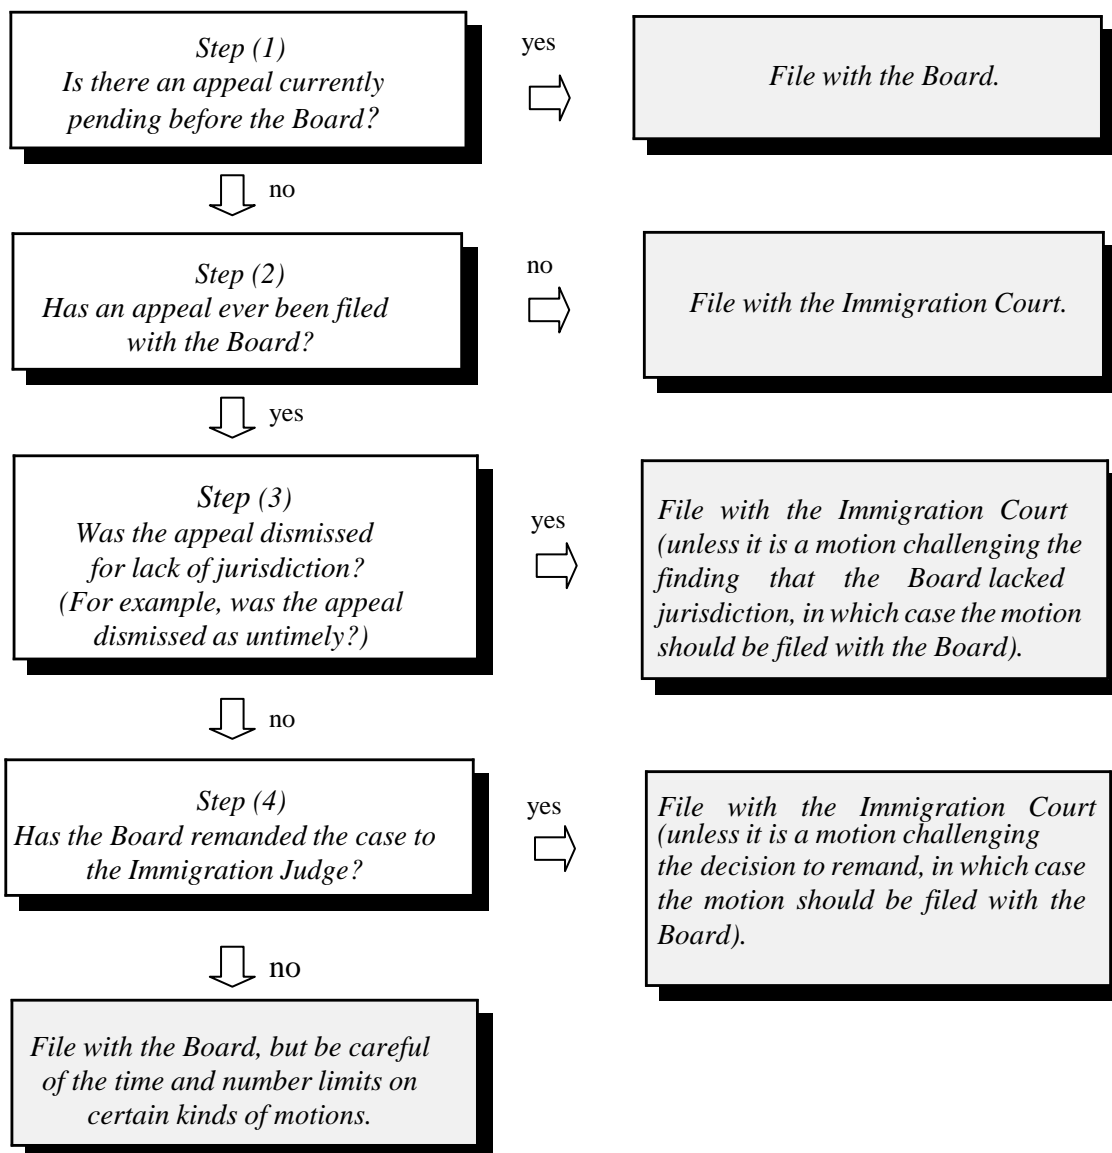 Step (1)
Is there an appeal currently
pending before the Board?
yes
File with the Board.
no
Step (2)
Has an appeal ever been filed
with the Board?
no
File with the Immigration Court.
yes
Step (3)
Was the appeal dismissed
for lack of jurisdiction?
(For example, was the appeal
dismissed as untimely?)
yes
File with the Immigration Court
(unless it is a motion challenging the
finding that the Board lacked
jurisdiction, in which case the motion
should be filed with the Board).
no
Step (4)
Has the Board remanded the case to
the Immigration Judge?
yes
File with the Immigration Court
(unless it is a motion challenging
the decision to remand, in which case
the motion should be filed with the
Board).
no
File with the Board, but be careful
of the time and number limits on
certain kinds of motions.